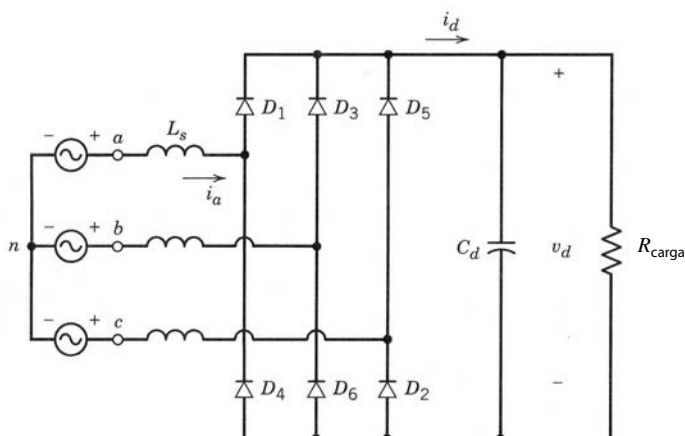 i_d
+
D_1 D_3 D_5
- + a L_s
i_a
- + b
n
C_d v_d R_carga
- + c
D_4 D_6 D_2
-